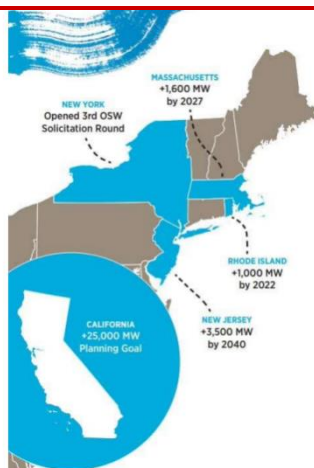 MASSACHUSETTS
+1,600 MW
by 2027
NEW YORK
Opened 3rd OSW
Solicitation Round
RHODE ISLAND
+1,000 MW
by 2022
NEW JERSEY
+3,500 MW
by 2040
CALIFORNIA
+25,000 MW
Planning Goal